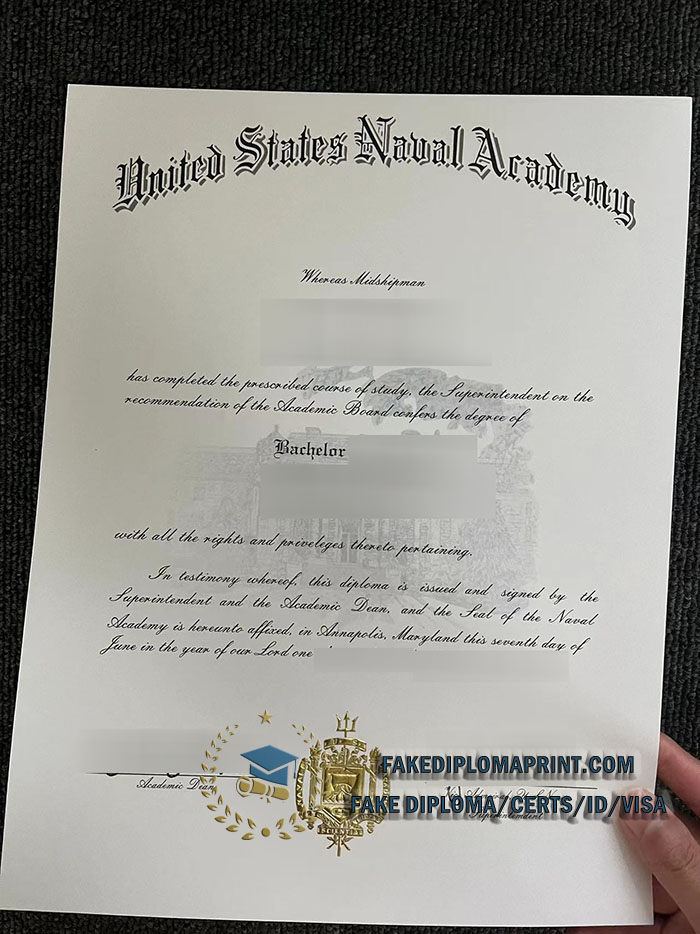 United States Naval Academy
Whereas Midshipman
has completed the prescribed course of study, the Superintendent on the
recommendation of the Academic Board confers the degree of
Bachelor
with all the rights and priveleges thereto pertaining.
In testimony whereof, this diploma is issued and signed by the
Superintendent and the Academic Dean, and the Seal of the Naval
Academy is hereunto affixed, in Annapolis, Maryland this seventh day of
June in the year of our Lord one
FAKEDIPLOMAPRINT.COM
FAKE DIPLOMA/CERTS/ID/VISA
Academic Dean
Superintendent